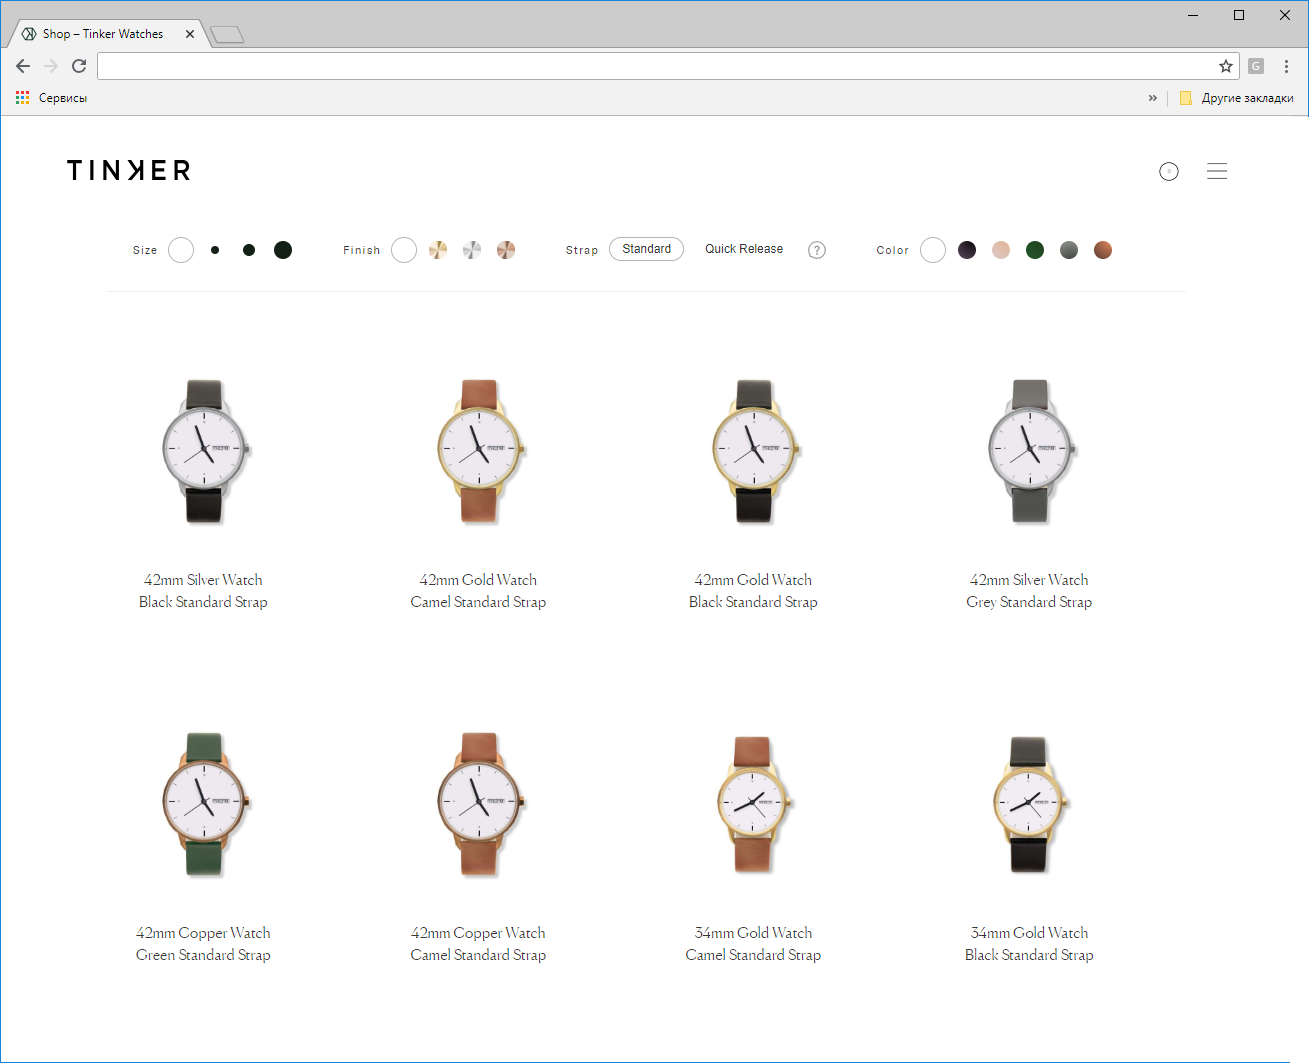 Shop – Tinker Watches
G
Сервисы
»
Другие закладки
TINKER
Size
Finish
Strap Standard Quick Release ?
Color
42mm Silver Watch
Black Standard Strap
42mm Gold Watch
Camel Standard Strap
42mm Gold Watch
Black Standard Strap
42mm Silver Watch
Grey Standard Strap
42mm Copper Watch
Green Standard Strap
42mm Copper Watch
Camel Standard Strap
34mm Gold Watch
Camel Standard Strap
34mm Gold Watch
Black Standard Strap